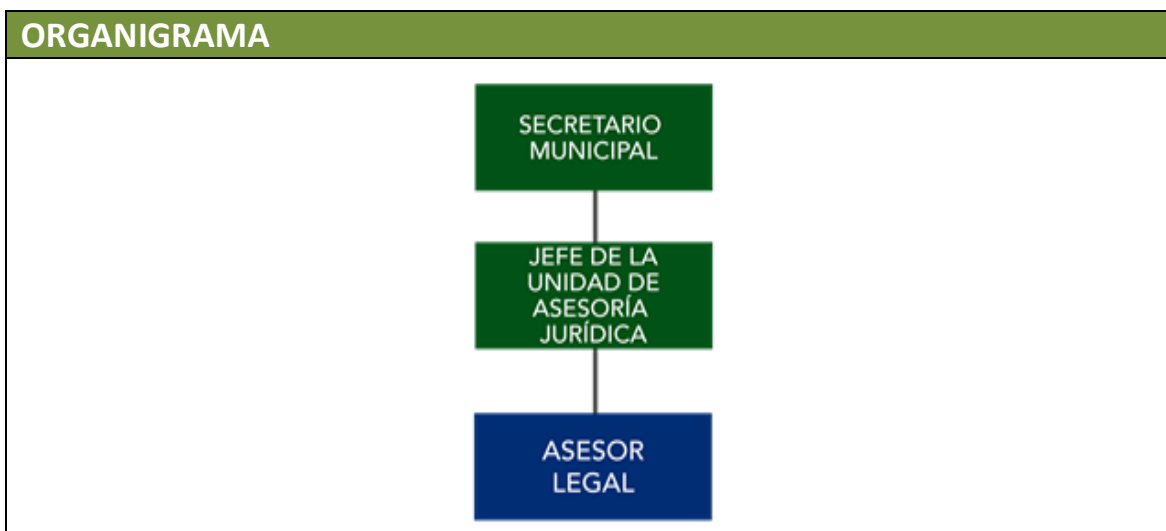 ORGANIGRAMA
SECRETARIO
MUNICIPAL
JEFE DE LA
UNIDAD DE
ASESORÍA
JURÍDICA
ASESOR
LEGAL